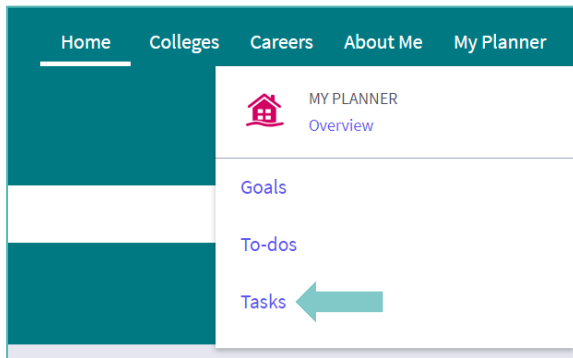 Home Colleges Careers About Me My Planner
MY PLANNER
Overview
Goals
To-dos
Tasks